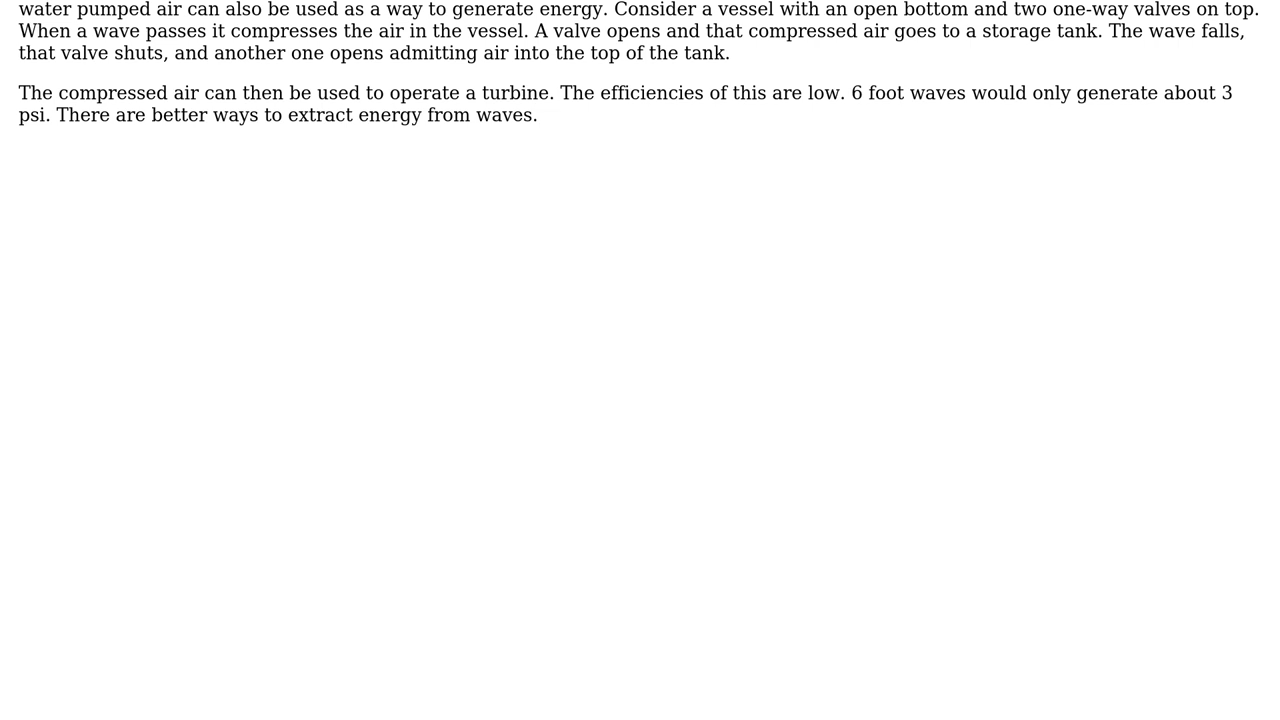 water pumped air can also be used as a way to generate energy. Consider a vessel with an open bottom and two one-way valves on top.
When a wave passes it compresses the air in the vessel. A valve opens and that compressed air goes to a storage tank. The wave falls,
that valve shuts, and another one opens admitting air into the top of the tank.
The compressed air can then be used to operate a turbine. The efficiencies of this are low. 6 foot waves would only generate about 3
psi. There are better ways to extract energy from waves.